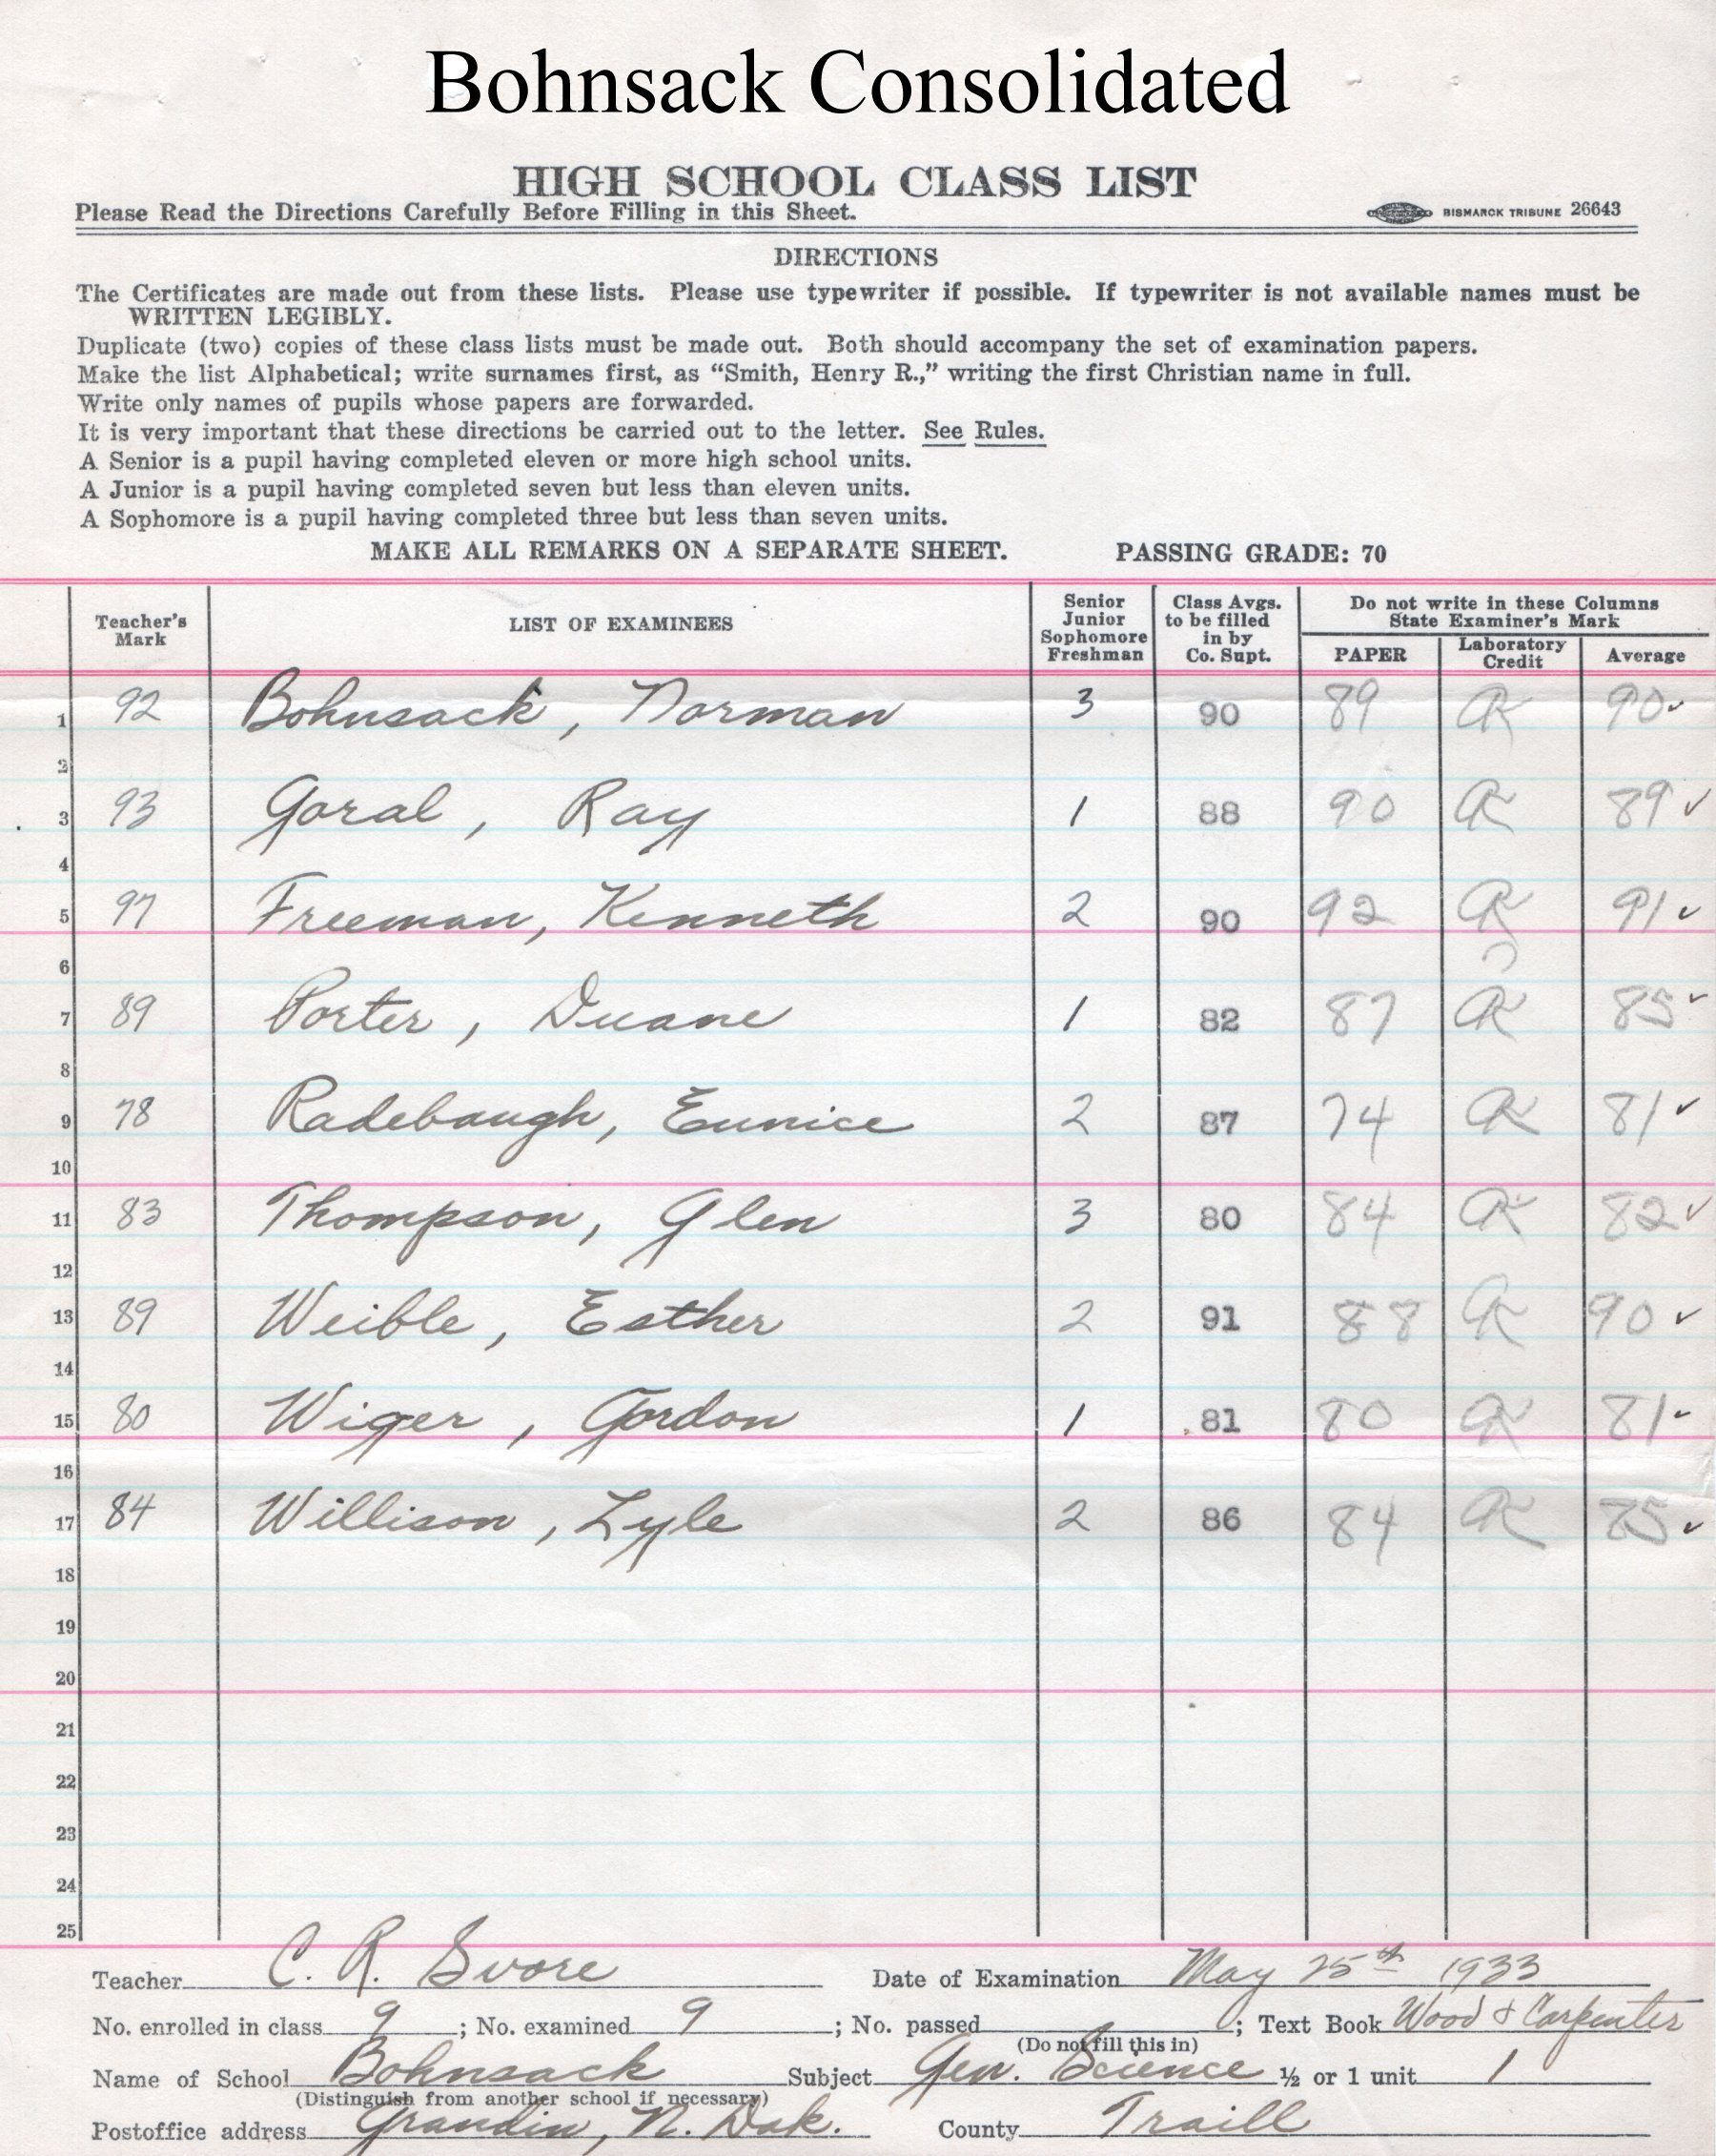 Bohnsack Consolidated
HIGH SCHOOL CLASS LIST
Please Read the Directions Carefully Before Filling in this Sheet. BISMARCK TRIBUNE 26643
DIRECTIONS
The Certificates are made out from these lists. Please use typewriter if possible. If typewriter is not available names must be
WRITTEN LEGIBLY.
Duplicate (two) copies of these class lists must be made out. Both should accompany the set of examination papers.
Make the list Alphabetical; write surnames first, as “Smith, Henry R.,” writing the first Christian name in full.
Write only names of pupils whose papers are forwarded.
It is very important that these directions be carried out to the letter. See Rules.
A Senior is a pupil having completed eleven or more high school units.
A Junior is a pupil having completed seven but less than eleven units.
A Sophomore is a pupil having completed three but less than seven units.
MAKE ALL REMARKS ON A SEPARATE SHEET. PASSING GRADE: 70
Teacher's Mark LIST OF EXAMINEES Senior Junior Sophomore Freshman Class Avgs. to be filled in by Co. Supt. Do not write in these Columns State Examiner's Mark PAPER Laboratory Credit Average
1 92 Bohnsack, Norman 3 90 89 90✓
2
3 93 Goral, Ray 1 88 90 89✓
4
5 97 Freeman, Kenneth 2 90 92 91✓
6
7 89 Porter, Duane 1 82 87 85✓
8
9 78 Radebaugh, Eunice 2 87 74 81✓
10
11 83 Thompson, Glen 3 80 84 82✓
12
13 89 Weible, Esther 2 91 88 90✓
14
15 80 Wiger, Gordon 1 81 80 81✓
16
17 84 Willison, Lyle 2 86 84 85✓
18
19
20
21
22
23
24
25
Teacher C. R. Svore Date of Examination May 25th 1933
No. enrolled in class 9; No. examined 9; No. passed ; Text Book Wood & Carpenter
(Do not fill this in)
Name of School Bohnsack Subject Gen. Science ½ or 1 unit 1
(Distinguish from another school if necessary)
Postoffice address Grandin, N. Dak. County Traill